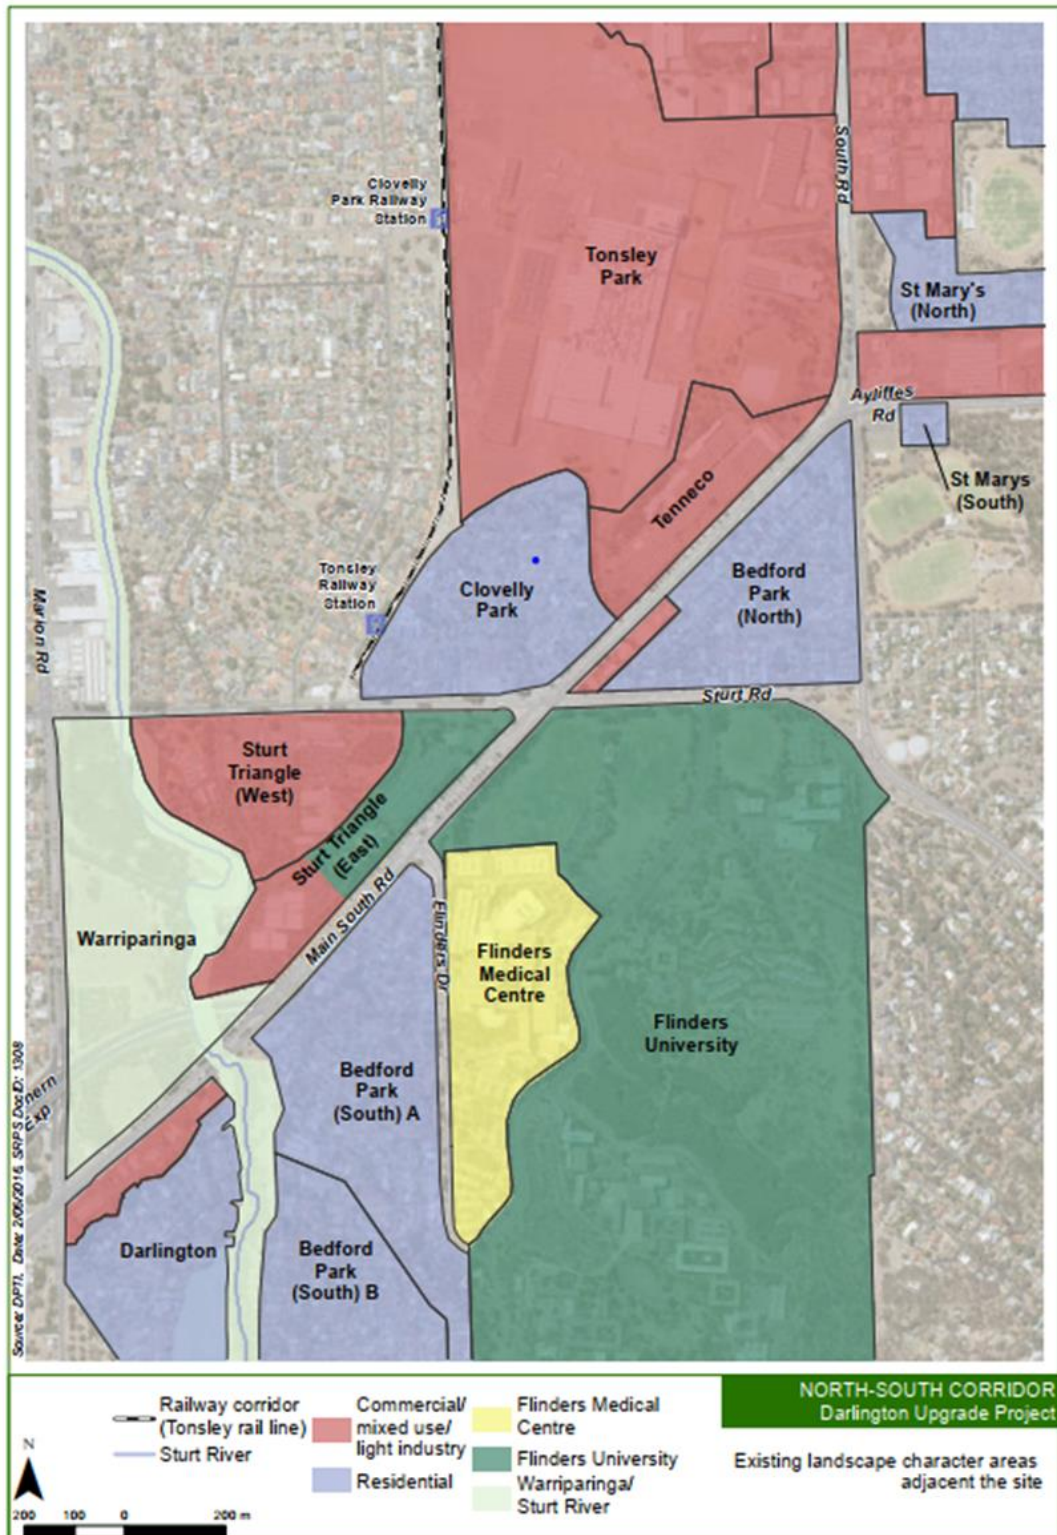 Clovelly
Park Railway
Station
South Rd
Tonsley
Park
St Mary's
(North)
Ayliffes
Rd
St Marys
(South)
Tenneco
Tonsley
Railway
Station
Clovelly
Park
Bedford
Park
(North)
Marion Rd
Sturt Rd
Sturt
Triangle
(West)
Sturt Triangle
(East)
Main South Rd
Flinders Dr
Warriparinga
Flinders
Medical
Centre
Flinders
University
Bedford
Park
(South) A
Exp
Darlington
Bedford
Park
(South) B
Source: DPTI, Date: 2/06/2016, SRPS DocID: 1308
Railway corridor
(Tonsley rail line)
Sturt River
Commercial/
mixed use/
light industry
Residential
Flinders Medical
Centre
Flinders University
Warriparinga/
Sturt River
NORTH-SOUTH CORRIDOR
Darlington Upgrade Project
Existing landscape character areas
adjacent the site
N
200 100 0 200 m